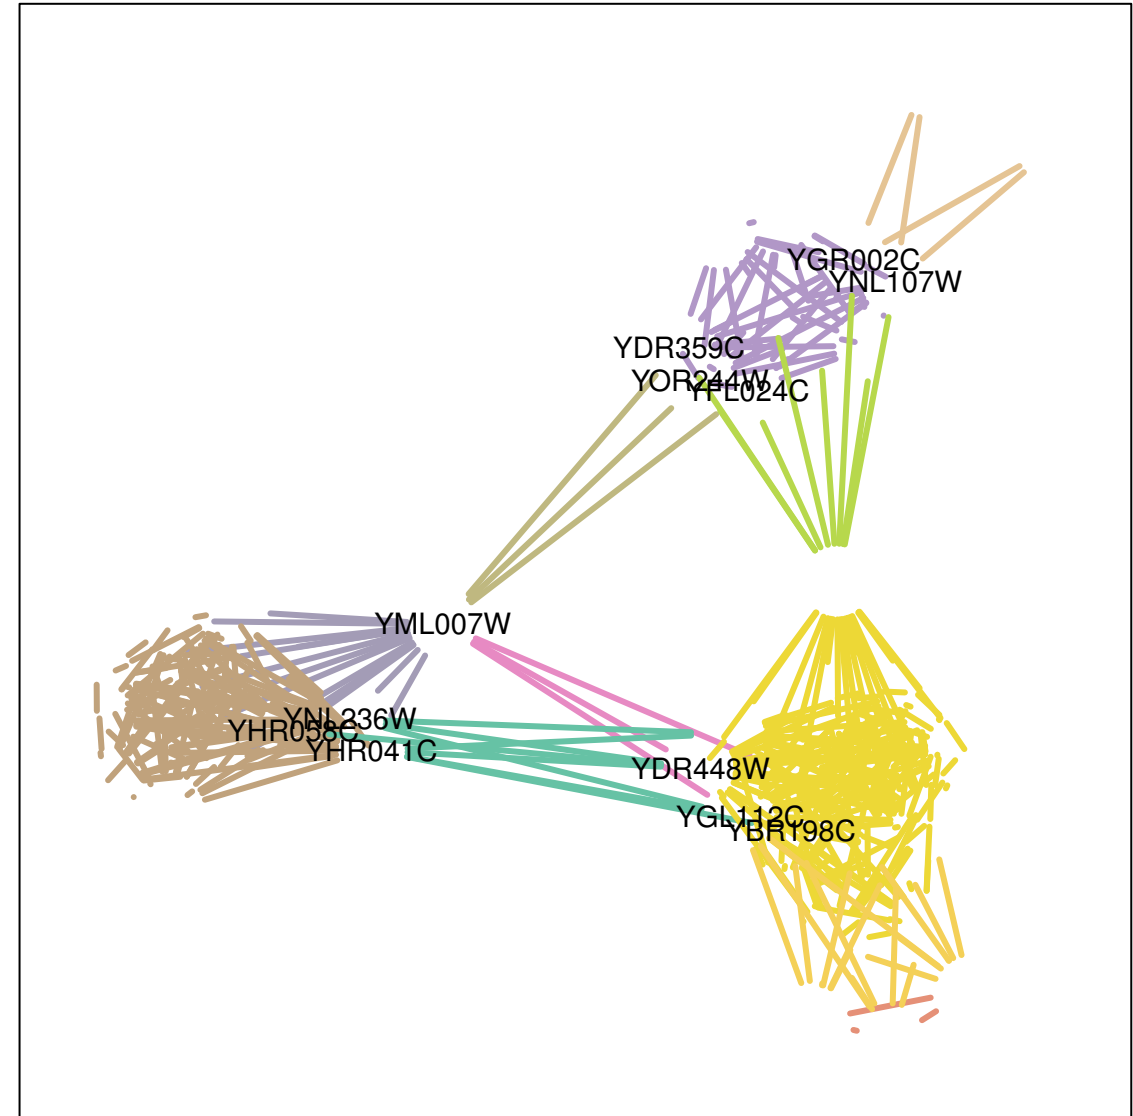 YGR002C
YNL107W
YDR359C
YOR244W
YFL024C
YML007W
YNL236W
YHR058C
YHR041C
YDR448W
YGL112C
YBR198C